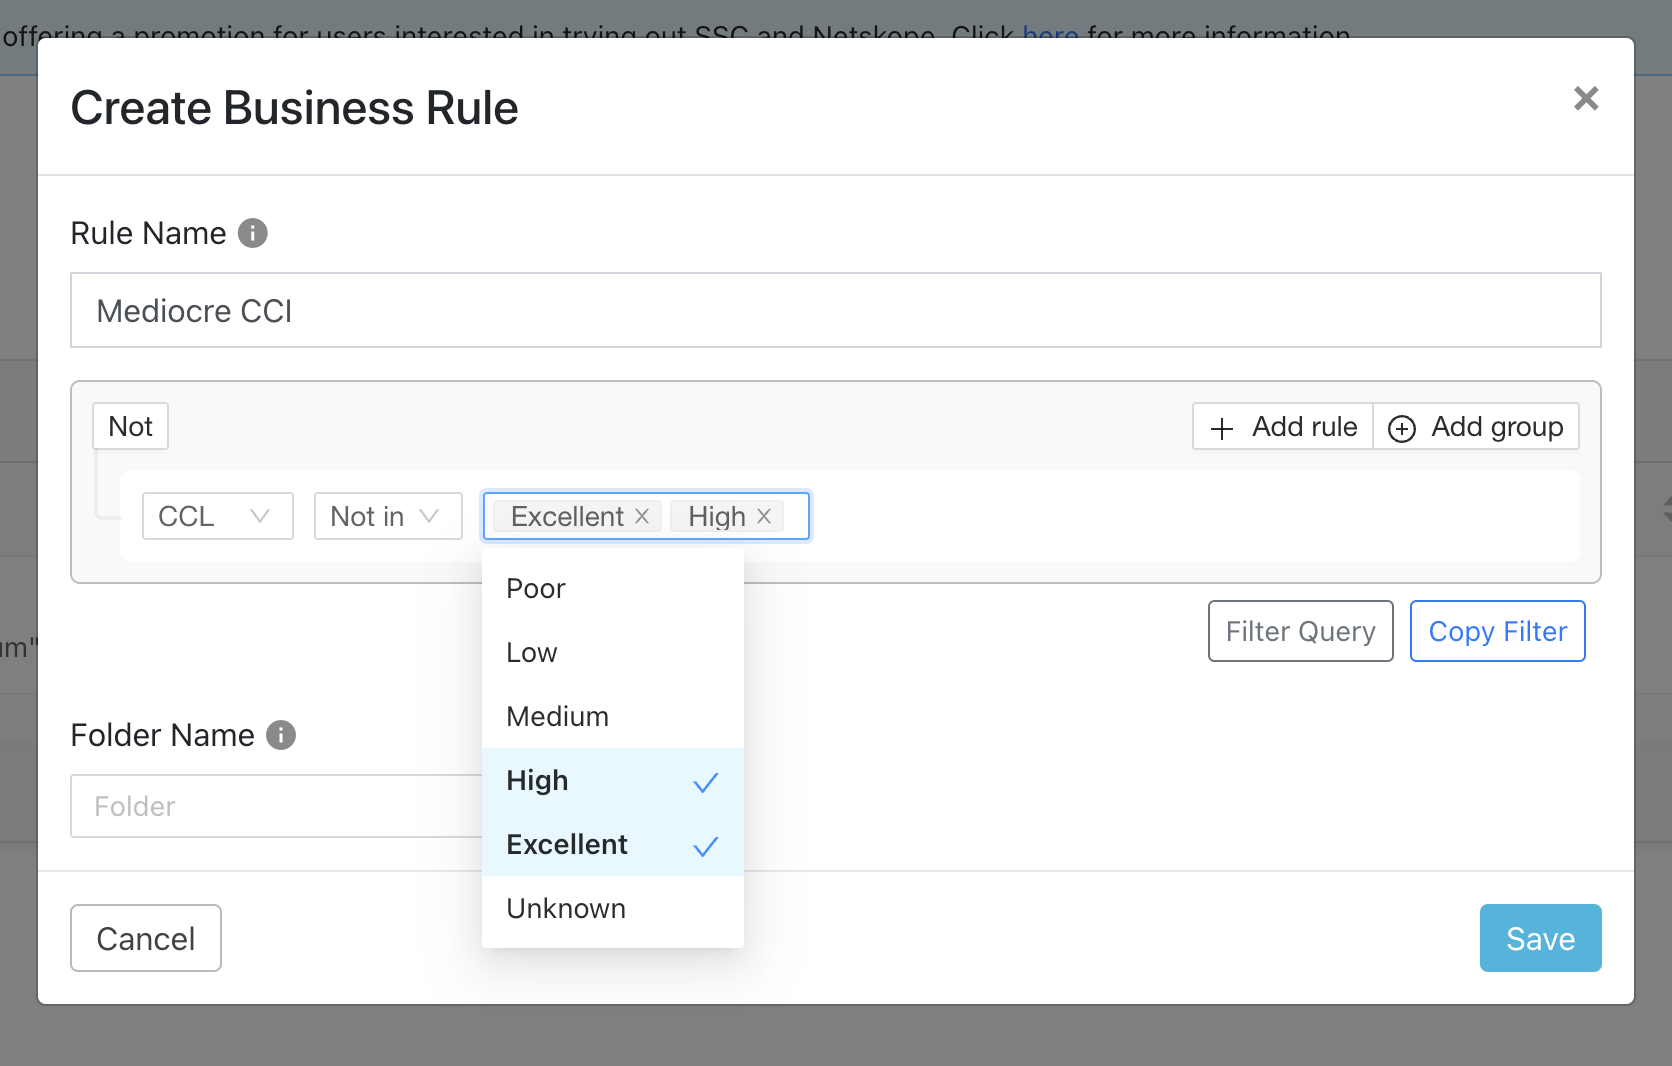 offering a promotion for users interested in trying out SSC and Netskope. Click here for more information.
Create Business Rule
Rule Name
Mediocre CCI
Not
Add rule
Add group
CCL
Not in
Excellent
High
Poor
Low
Medium
High
Excellent
Unknown
Filter Query
Copy Filter
um"
Folder Name
Folder
Cancel
Save